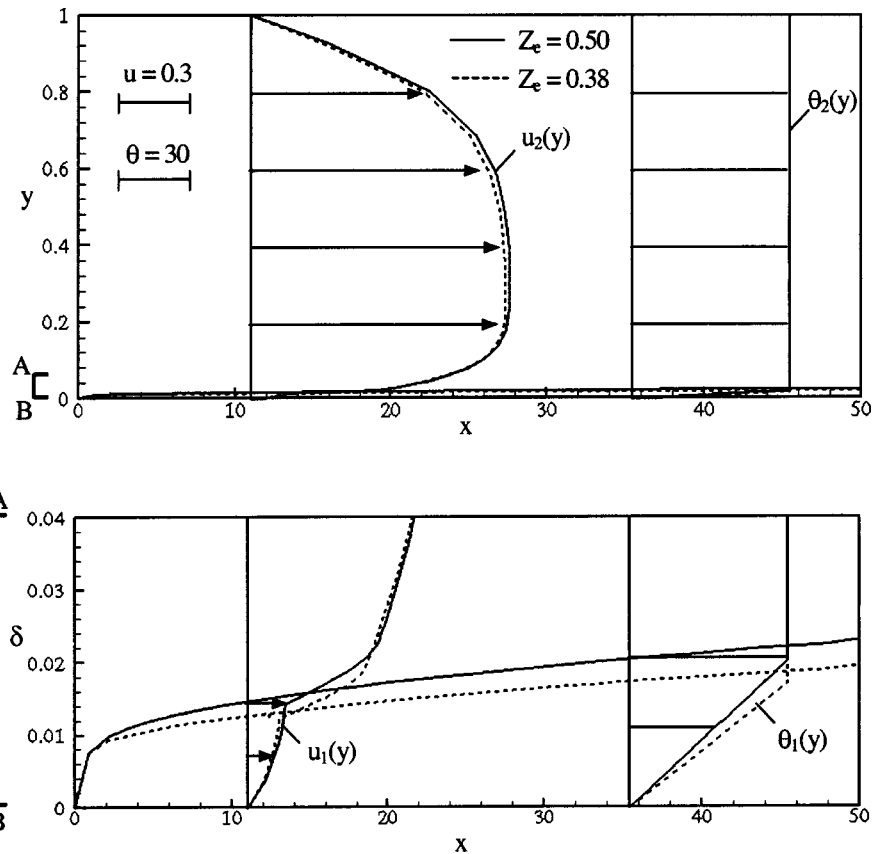 1
Z_e = 0.50
u = 0.3
Z_e = 0.38
0.8
θ_2(y)
u_2(y)
θ = 30
0.6
y
0.4
0.2
A
B
0
0 10 20 30 40 50
x
A
0.04
0.03
δ
0.02
0.01
u_1(y)
θ_1(y)
0
B
0 10 20 30 40 50
x